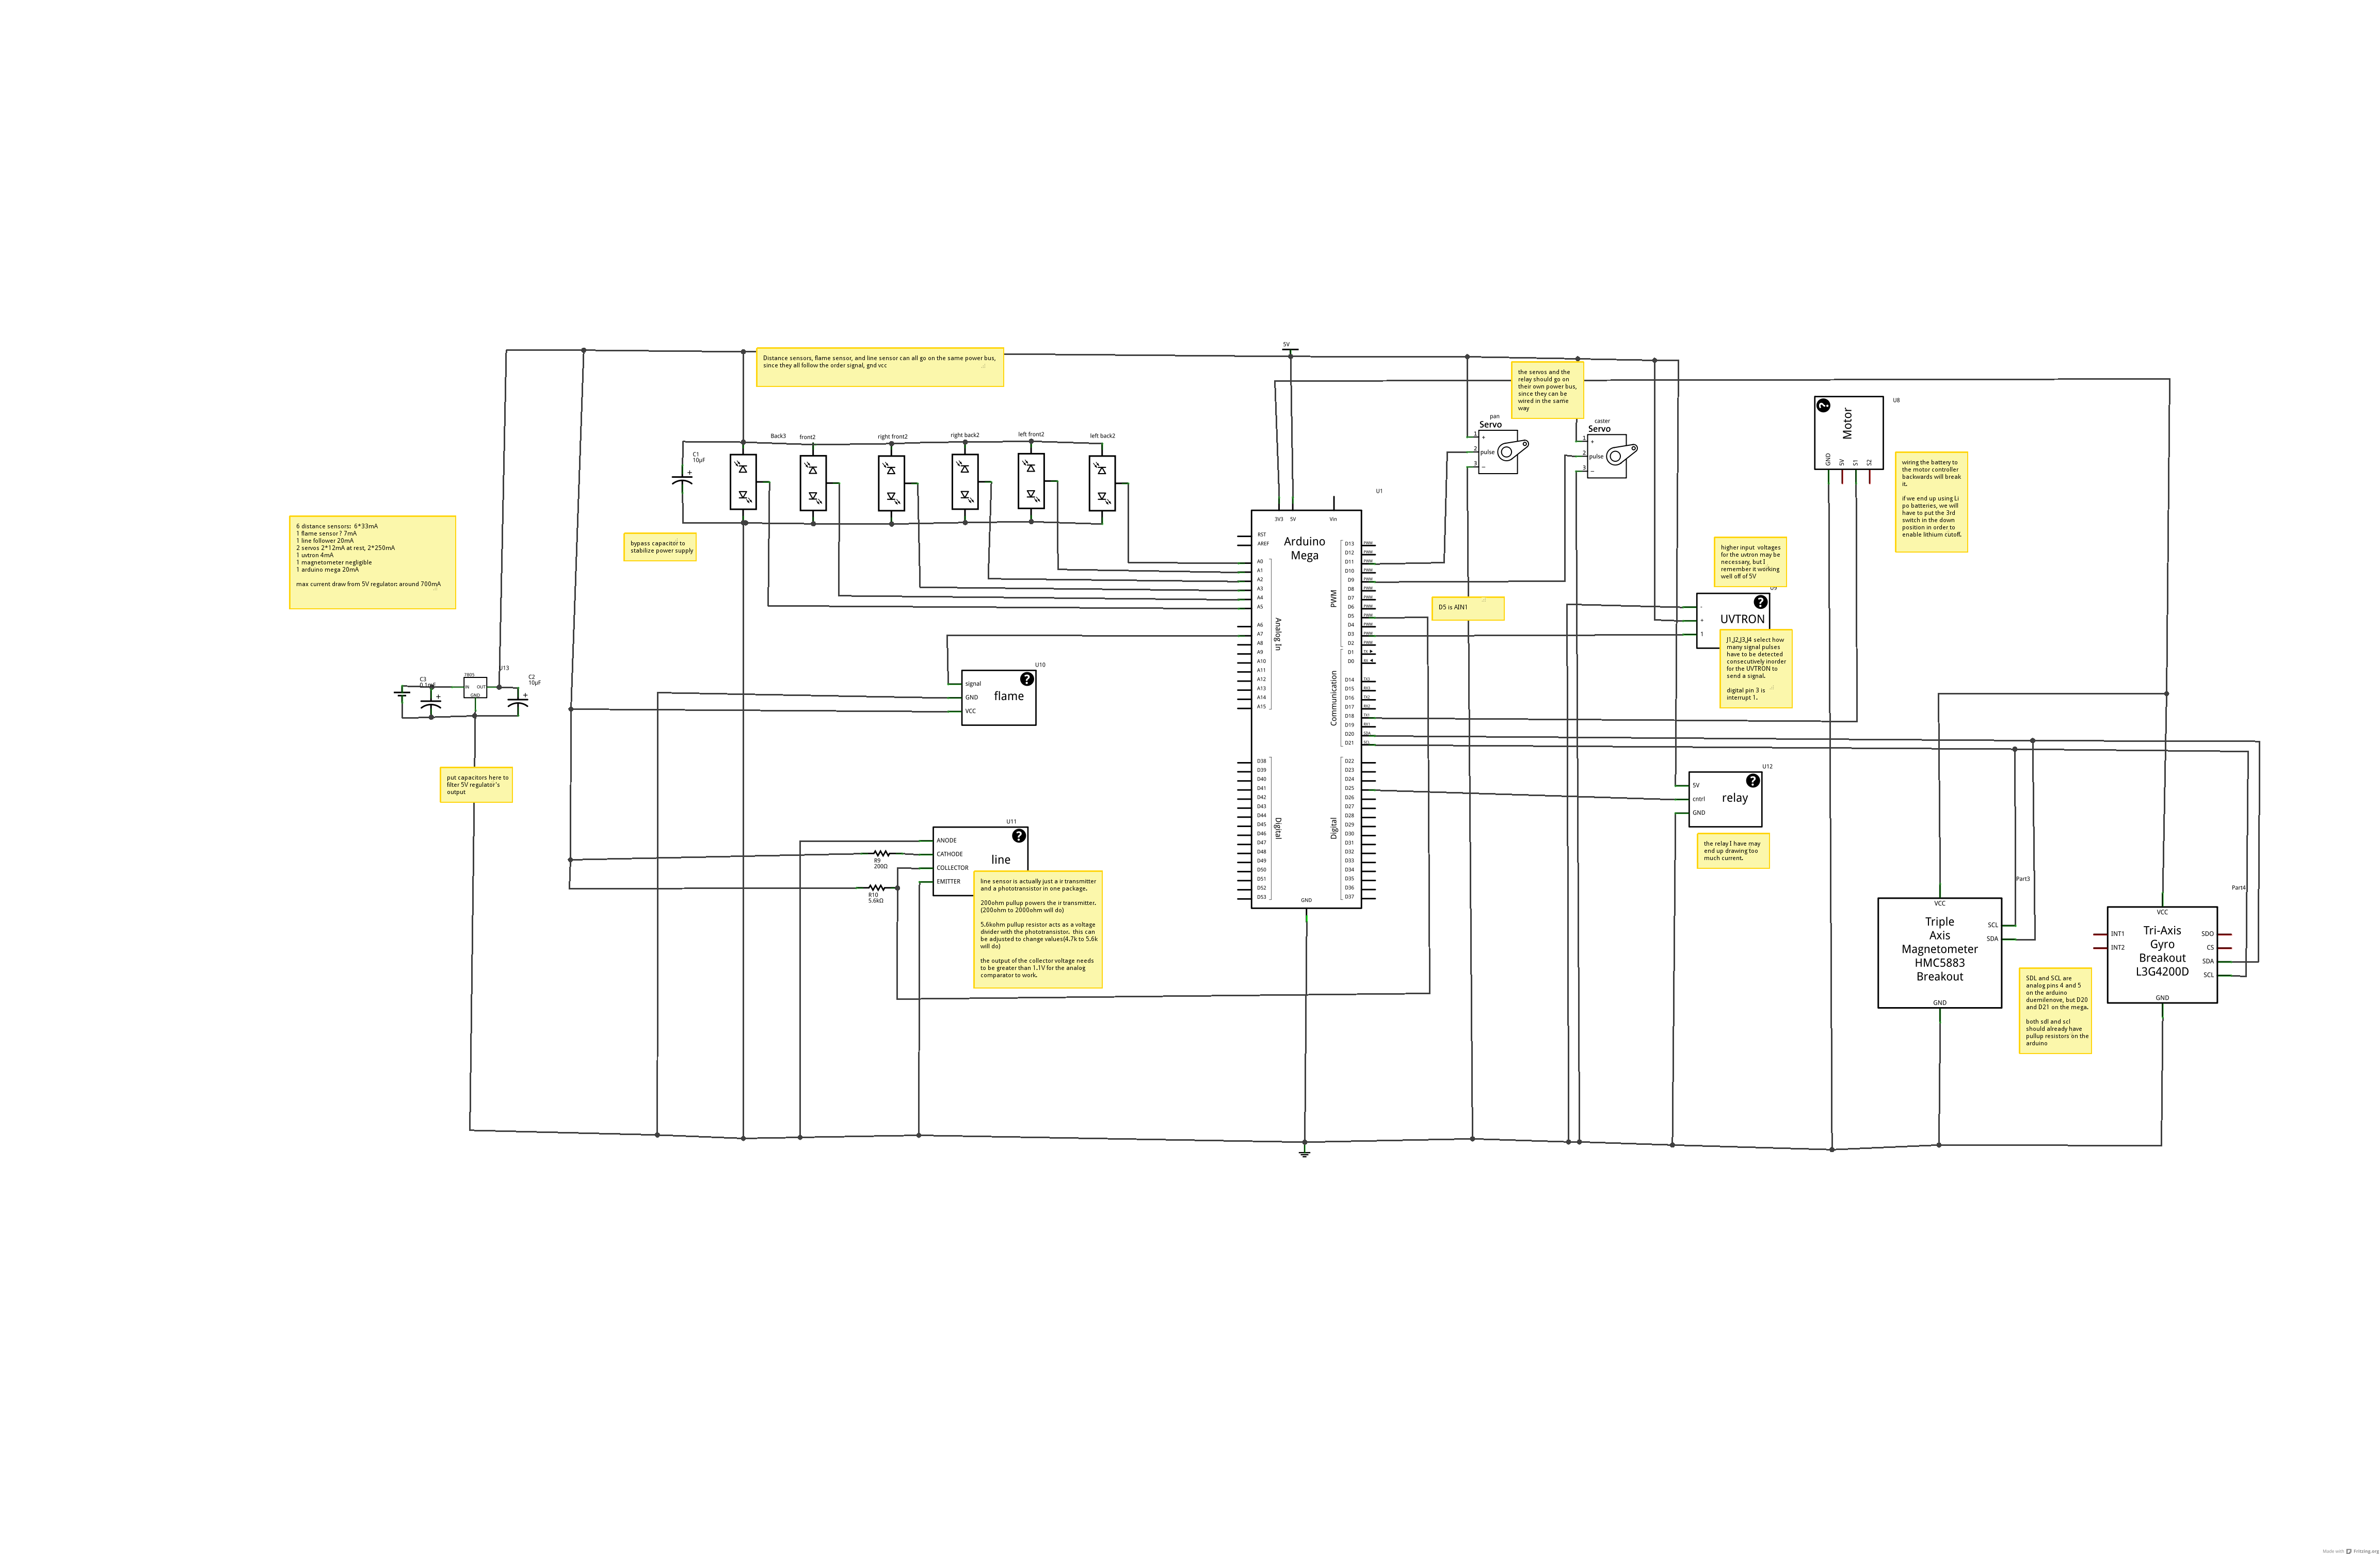 5V
Distance sensors, flame sensor, and line sensor can all go on the same power bus,
since they all follow the order signal, gnd vcc
the servos and the
relay should go on
their own power bus,
since they can be
wired in the same
way
Back3
front2
right front2
right back2
left front2
left back2
C1
10µF
bypass capacitor to
stabilize power supply
pan
Servo
1
+
2
pulse
3
−
caster
Servo
1
+
2
pulse
3
−
U8
Motor
GND
5V
S1
S2
wiring the battery to
the motor controller
backwards will break
it.
if we end up using Li
po batteries, we will
have to put the 3rd
switch in the down
position in order to
enable lithium cutoff.
6 distance sensors: 6*33mA
1 flame sensor ? 7mA
1 line follower 20mA
2 servos 2*12mA at rest, 2*250mA
1 uvtron 4mA
1 magnetometer negligible
1 arduino mega 20mA
max current draw from 5V regulator: around 700mA
U13
7805
IN
OUT
GND
C3
0.1mF
+
C2
10µF
+
put capacitors here to
filter 5V regulator's
output
U1
Arduino
Mega
3V3
5V
Vin
RST
AREF
A0
A1
A2
A3
A4
A5
A6
A7
A8
A9
A10
A11
A12
A13
A14
A15
Analog In
D38
D39
D40
D41
D42
D43
D44
D45
D46
D47
D48
D49
D50
D51
D52
D53
Digital
D13
D12
D11
D10
D9
D8
D7
D6
D5
D4
D3
D2
PWM
D1
D0
D14
D15
D16
D17
D18
D19
D20
D21
Communication
D22
D23
D24
D25
D26
D27
D28
D29
D30
D31
D32
D33
D34
D35
D36
D37
Digital
GND
D5 is AIN1
higher input voltages
for the uvtron may be
necessary, but I
remember it working
well off of 5V
UVTRON
-
+
1
J1,J2,J3,J4 select how
many signal pulses
have to be detected
consecutively inorder
for the UVTRON to
send a signal.
digital pin 3 is
interrupt 1.
U10
flame
signal
GND
VCC
U11
line
ANODE
CATHODE
COLLECTOR
EMITTER
R9
200Ω
R10
5.6kΩ
line sensor is actually just a ir transmitter
and a phototransistor in one package.
200ohm pullup powers the ir transmitter.
(200ohm to 2000ohm will do)
5.6kohm pullup resistor acts as a voltage
divider with the phototransistor. this can
be adjusted to change values(4.7k to 5.6k
will do)
the output of the collector voltage needs
to be greater than 1.1V for the analog
comparator to work.
U12
relay
5V
cntrl
GND
the relay I have may
end up drawing too
much current.
Part3
VCC
Triple
Axis
Magnetometer
HMC5883
Breakout
SCL
SDA
GND
SDL and SCL are
analog pins 4 and 5
on the arduino
duemilenove, but D20
and D21 on the mega.
both sdl and scl
should already have
pullup resistors on the
arduino
Part4
VCC
Tri-Axis
Gyro
Breakout
L3G4200D
INT1
INT2
SDO
CS
SDA
SCL
GND
Made with Fritzing.org